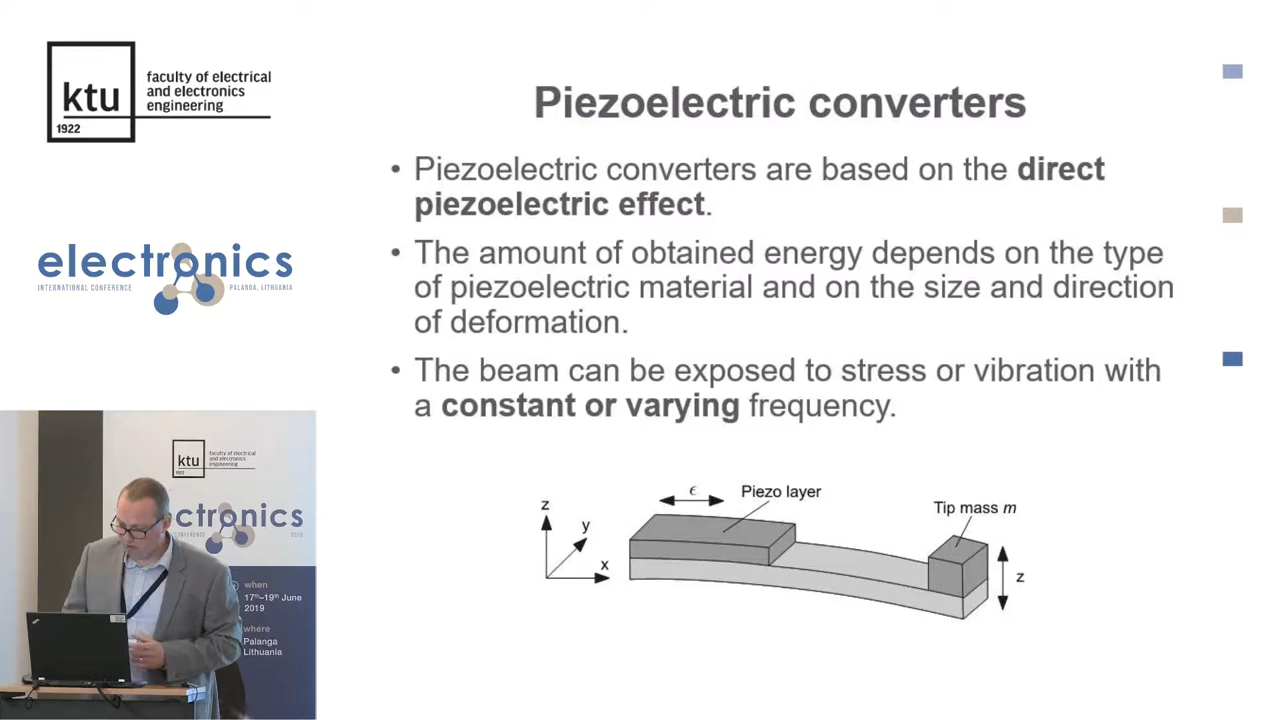 ktu
1922
faculty of electrical
and electronics
engineering
electronics
INTERNATIONAL CONFERENCE
PALANGA, LITHUANIA
Piezoelectric converters
• Piezoelectric converters are based on the direct
piezoelectric effect.
• The amount of obtained energy depends on the type
of piezoelectric material and on the size and direction
of deformation.
• The beam can be exposed to stress or vibration with
a constant or varying frequency.
z
y
x
ϵ
Piezo layer
Tip mass m
z
ktu
faculty of electrical
and electronics
engineering
ctronics
when
17th–19th June
2019
where
Palanga
Lithuania